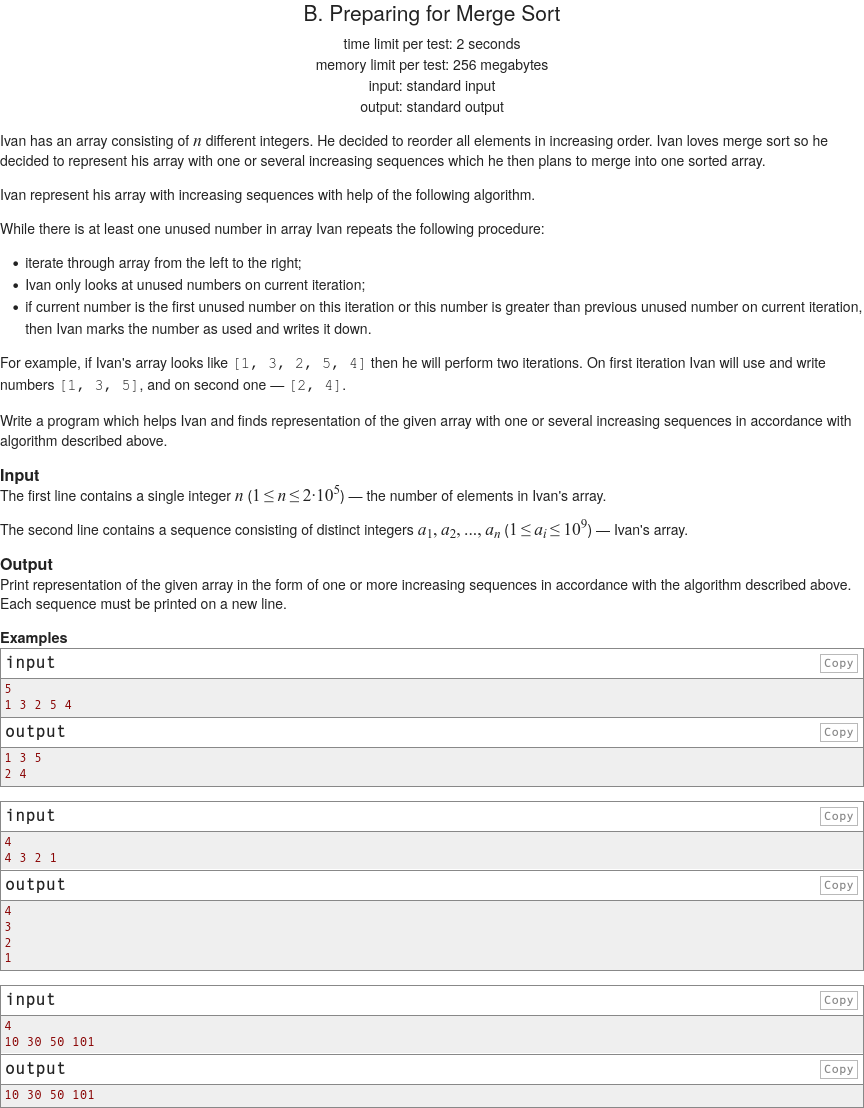 B. Preparing for Merge Sort
time limit per test: 2 seconds
memory limit per test: 256 megabytes
input: standard input
output: standard output
Ivan has an array consisting of n different integers. He decided to reorder all elements in increasing order. Ivan loves merge sort so he
decided to represent his array with one or several increasing sequences which he then plans to merge into one sorted array.
Ivan represent his array with increasing sequences with help of the following algorithm.
While there is at least one unused number in array Ivan repeats the following procedure:
• iterate through array from the left to the right;
• Ivan only looks at unused numbers on current iteration;
• if current number is the first unused number on this iteration or this number is greater than previous unused number on current iteration,
then Ivan marks the number as used and writes it down.
For example, if Ivan's array looks like [1, 3, 2, 5, 4] then he will perform two iterations. On first iteration Ivan will use and write
numbers [1, 3, 5], and on second one — [2, 4].
Write a program which helps Ivan and finds representation of the given array with one or several increasing sequences in accordance with
algorithm described above.
Input
The first line contains a single integer n (1 ≤ n ≤ 2·10^5) — the number of elements in Ivan's array.
The second line contains a sequence consisting of distinct integers a_1, a_2, ..., a_n (1 ≤ a_i ≤ 10^9) — Ivan's array.
Output
Print representation of the given array in the form of one or more increasing sequences in accordance with the algorithm described above.
Each sequence must be printed on a new line.
Examples
input Copy
5
1 3 2 5 4
output Copy
1 3 5
2 4
input Copy
4
4 3 2 1
output Copy
4
3
2
1
input Copy
4
10 30 50 101
output Copy
10 30 50 101